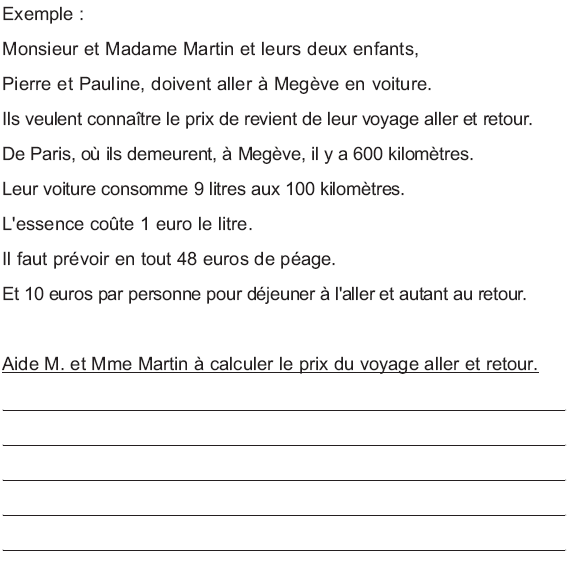 Exemple :
Monsieur et Madame Martin et leurs deux enfants,
Pierre et Pauline, doivent aller à Megève en voiture.
Ils veulent connaître le prix de revient de leur voyage aller et retour.
De Paris, où ils demeurent, à Megève, il y a 600 kilomètres.
Leur voiture consomme 9 litres aux 100 kilomètres.
L'essence coûte 1 euro le litre.
Il faut prévoir en tout 48 euros de péage.
Et 10 euros par personne pour déjeuner à l'aller et autant au retour.
Aide M. et Mme Martin à calculer le prix du voyage aller et retour.